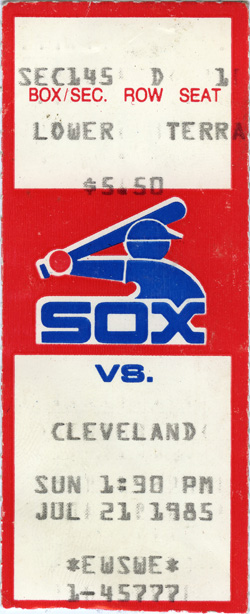 SEC145 D 1
BOX/SEC. ROW SEAT
LOWER TERRA
$5.50
SOX
VS.
CLEVELAND
SUN 1:30 PM
JUL 21 1985
*EWSWE*
1-45777